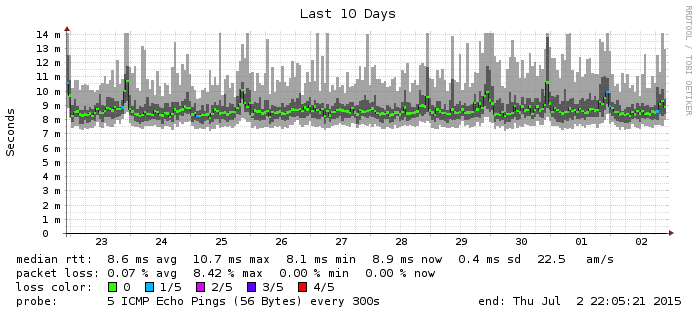 Last 10 Days
RRDTOOL / TOBI OETIKER
Seconds
14 m
13 m
12 m
11 m
10 m
9 m
8 m
7 m
6 m
5 m
4 m
3 m
2 m
1 m
0
23 24 25 26 27 28 29 30 01 02
median rtt: 8.6 ms avg 10.7 ms max 8.1 ms min 8.9 ms now 0.4 ms sd 22.5 am/s
packet loss: 0.07 % avg 8.42 % max 0.00 % min 0.00 % now
loss color: 0 1/5 2/5 3/5 4/5
probe: 5 ICMP Echo Pings (56 Bytes) every 300s end: Thu Jul 2 22:05:21 2015